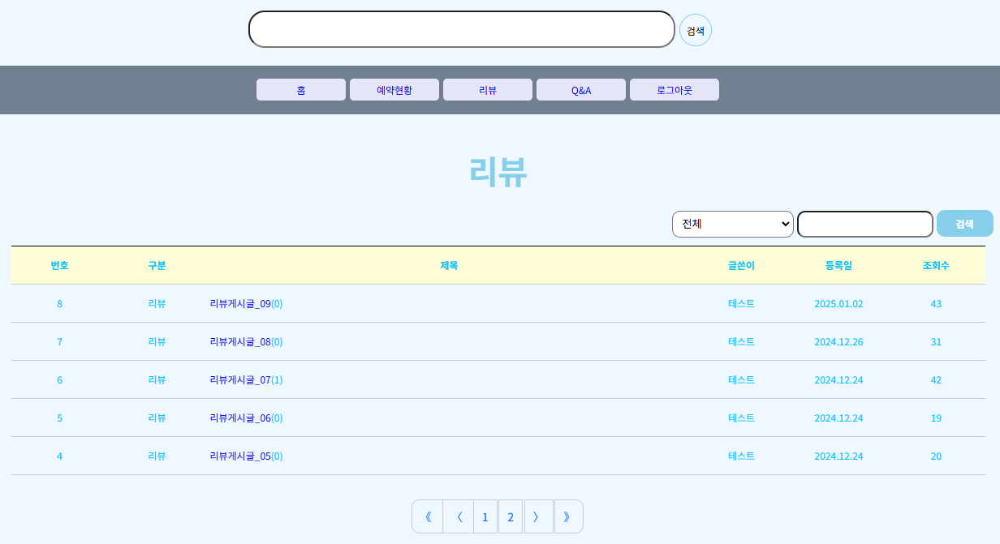 검색
홈 예약현황 리뷰 Q&A 로그아웃
리뷰
전체 검색
번호 구분 제목 글쓴이 등록일 조회수
8 리뷰 리뷰게시글_09(0) 테스트 2025.01.02 43
7 리뷰 리뷰게시글_08(0) 테스트 2024.12.26 31
6 리뷰 리뷰게시글_07(1) 테스트 2024.12.24 42
5 리뷰 리뷰게시글_06(0) 테스트 2024.12.24 19
4 리뷰 리뷰게시글_05(0) 테스트 2024.12.24 20
《 〈 1 2 〉 》